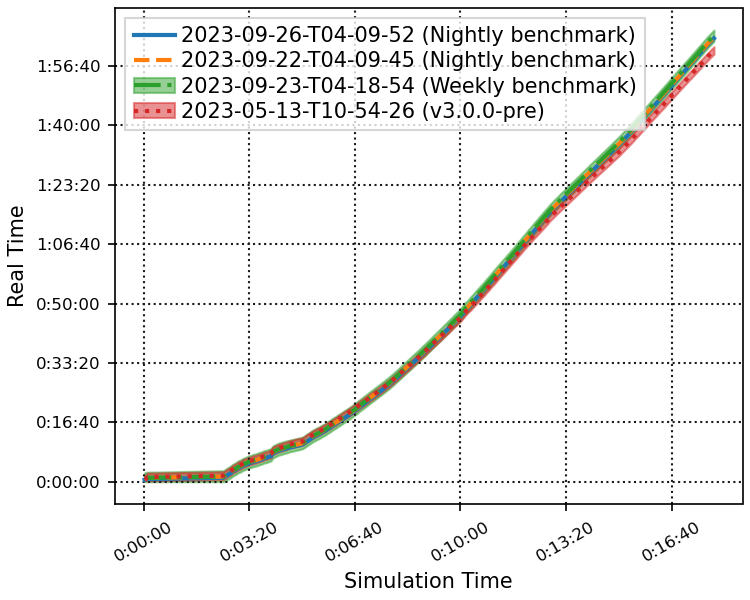 2023-09-26-T04-09-52 (Nightly benchmark)
2023-09-22-T04-09-45 (Nightly benchmark)
2023-09-23-T04-18-54 (Weekly benchmark)
2023-05-13-T10-54-26 (v3.0.0-pre)
Real Time
1:56:40
1:40:00
1:23:20
1:06:40
0:50:00
0:33:20
0:16:40
0:00:00
0:00:00
0:03:20
0:06:40
0:10:00
0:13:20
0:16:40
Simulation Time